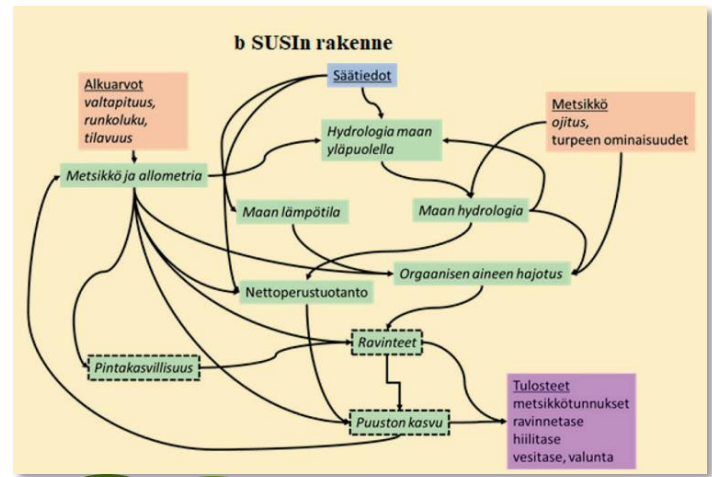 b SUSIn rakenne
Säätiedot
Alkuarvot
valtapituus,
runkoluku,
tilavuus
Metsikkö
ojitus,
turpeen ominaisuudet
Hydrologia maan
yläpuolella
Metsikkö ja allometria
Maan lämpötila
Maan hydrologia
Orgaanisen aineen hajotus
Nettoperustuotanto
Ravinteet
Pintakasvillisuus
Puuston kasvu
Tulosteet
metsikkötunnukset
ravinnetase
hiilitase
vesitase, valunta